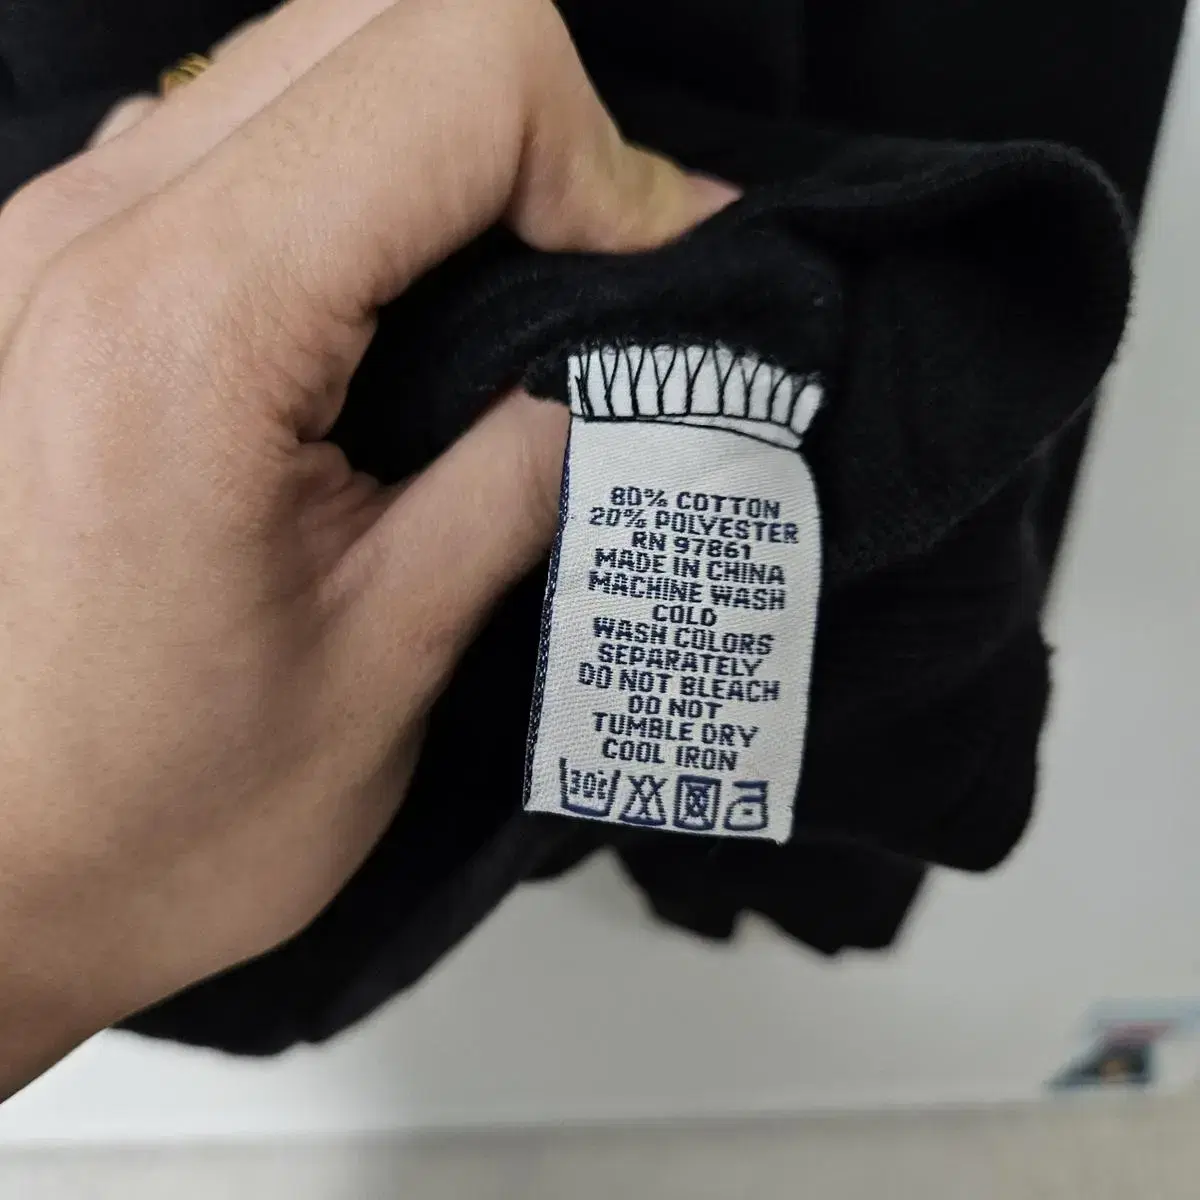 80% COTTON
20% POLYESTER
RN 97861
MADE IN CHINA
MACHINE WASH
COLD
WASH COLORS
SEPARATELY
DO NOT BLEACH
DO NOT
TUMBLE DRY
COOL IRON
30c